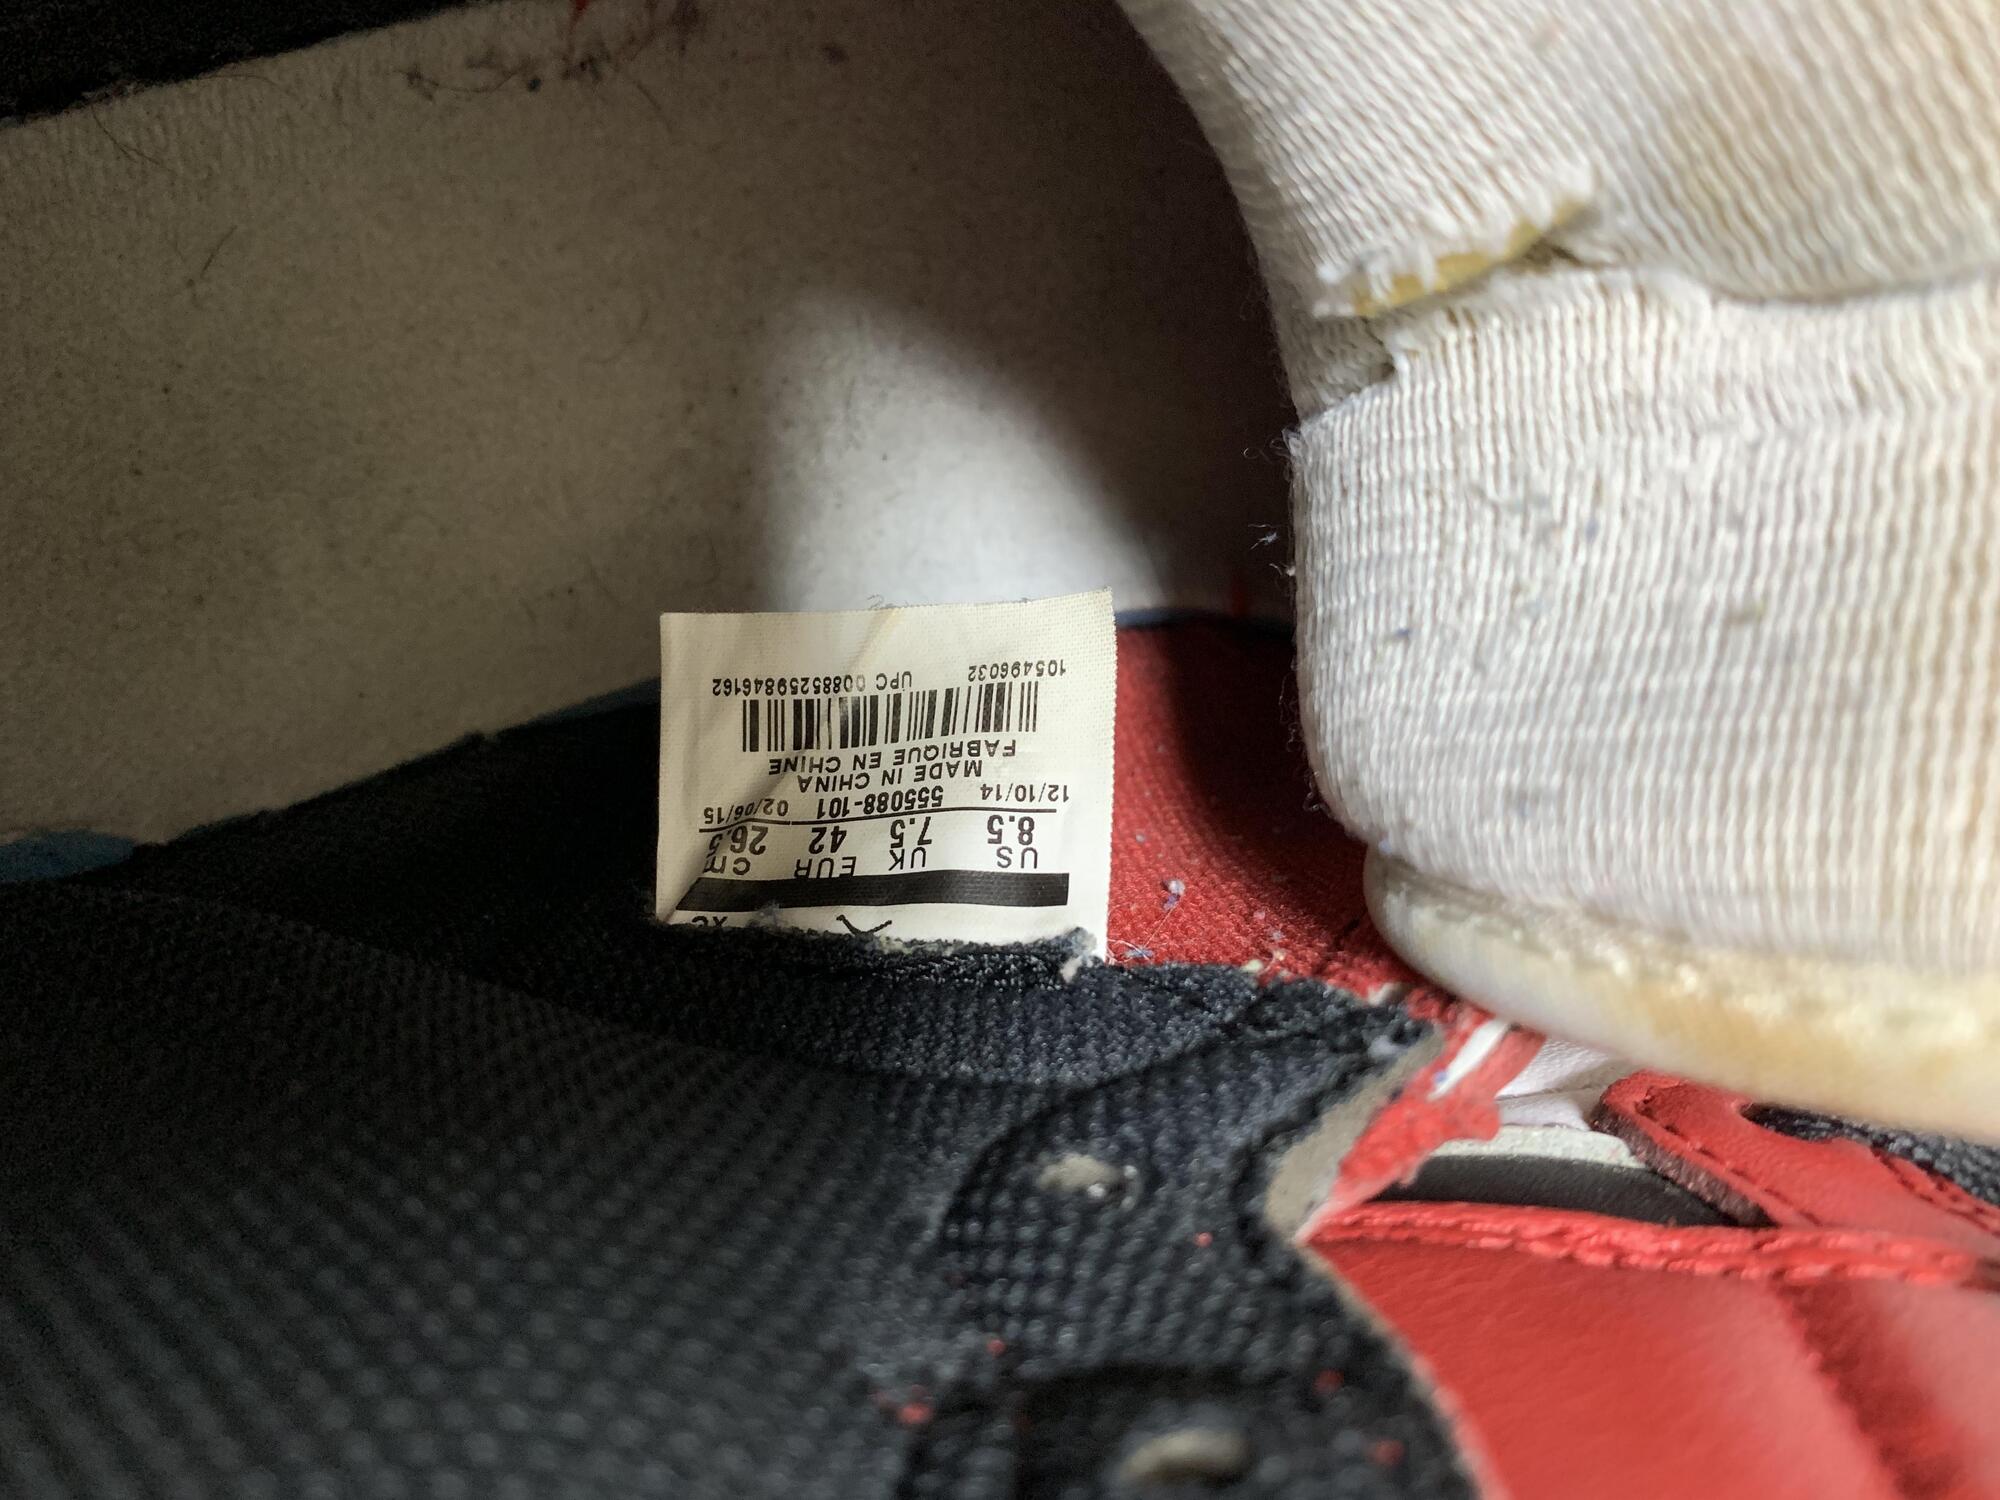 XC
US UK EUR cm
8.5 7.5 42 26.5
12/10/14 555088-101 02/06/15
MADE IN CHINA
FABRIQUE EN CHINE
105496032 UPC 00885259846162